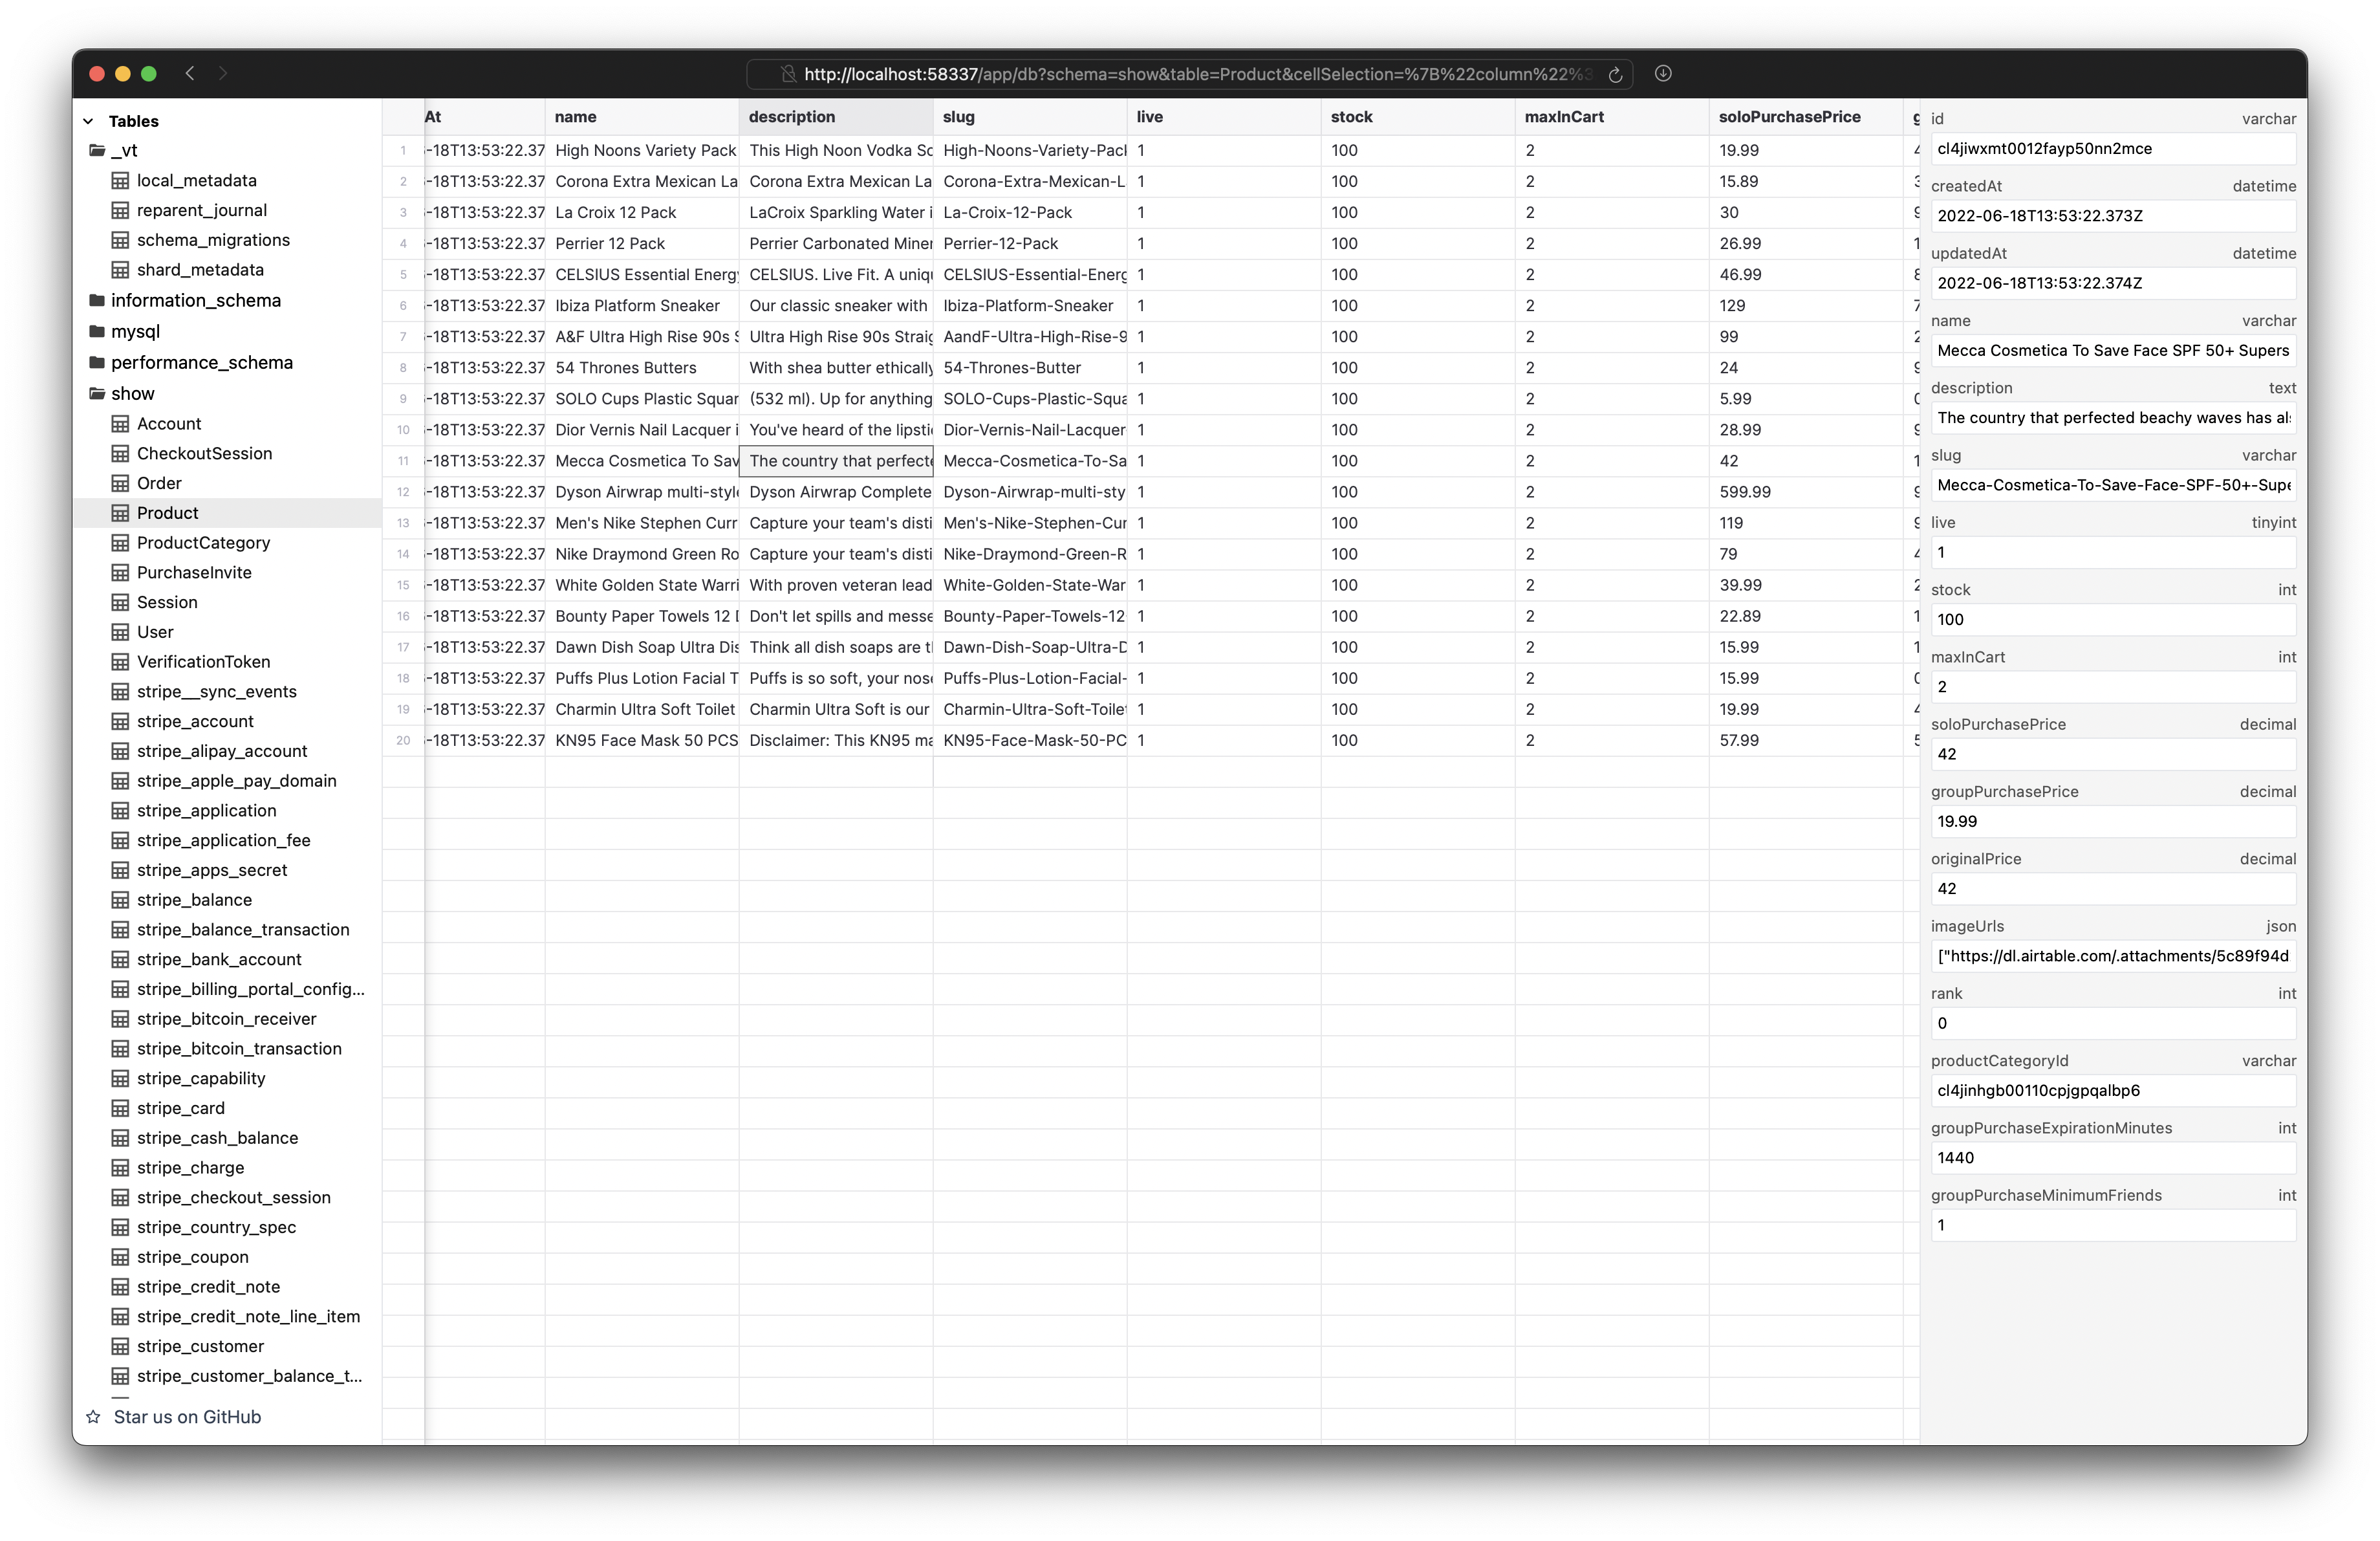 http://localhost:58337/app/db?schema=show&table=Product&cellSelection=%7B%22column%22%3
Tables
_vt
local_metadata
reparent_journal
schema_migrations
shard_metadata
information_schema
mysql
performance_schema
show
Account
CheckoutSession
Order
Product
ProductCategory
PurchaseInvite
Session
User
VerificationToken
stripe__sync_events
stripe_account
stripe_alipay_account
stripe_apple_pay_domain
stripe_application
stripe_application_fee
stripe_apps_secret
stripe_balance
stripe_balance_transaction
stripe_bank_account
stripe_billing_portal_config...
stripe_bitcoin_receiver
stripe_bitcoin_transaction
stripe_capability
stripe_card
stripe_cash_balance
stripe_charge
stripe_checkout_session
stripe_country_spec
stripe_coupon
stripe_credit_note
stripe_credit_note_line_item
stripe_customer
stripe_customer_balance_t...
Star us on GitHub
At name description slug live stock maxInCart soloPurchasePrice
1 -18T13:53:22.37 High Noons Variety Pack This High Noon Vodka So High-Noons-Variety-Pack 1 100 2 19.99
2 -18T13:53:22.37 Corona Extra Mexican La Corona Extra Mexican La Corona-Extra-Mexican-L 1 100 2 15.89
3 -18T13:53:22.37 La Croix 12 Pack LaCroix Sparkling Water i La-Croix-12-Pack 1 100 2 30
4 -18T13:53:22.37 Perrier 12 Pack Perrier Carbonated Miner Perrier-12-Pack 1 100 2 26.99
5 -18T13:53:22.37 CELSIUS Essential Energy CELSIUS. Live Fit. A uniqu CELSIUS-Essential-Energ 1 100 2 46.99
6 -18T13:53:22.37 Ibiza Platform Sneaker Our classic sneaker with Ibiza-Platform-Sneaker 1 100 2 129
7 -18T13:53:22.37 A&F Ultra High Rise 90s S Ultra High Rise 90s Straig AandF-Ultra-High-Rise-9 1 100 2 99
8 -18T13:53:22.37 54 Thrones Butters With shea butter ethically 54-Thrones-Butter 1 100 2 24
9 -18T13:53:22.37 SOLO Cups Plastic Squar (532 ml). Up for anything SOLO-Cups-Plastic-Squa 1 100 2 5.99
10 -18T13:53:22.37 Dior Vernis Nail Lacquer i You've heard of the lipsti Dior-Vernis-Nail-Lacquer- 1 100 2 28.99
11 -18T13:53:22.37 Mecca Cosmetica To Sav The country that perfecte Mecca-Cosmetica-To-Sa 1 100 2 42
12 -18T13:53:22.37 Dyson Airwrap multi-style Dyson Airwrap Complete Dyson-Airwrap-multi-sty 1 100 2 599.99
13 -18T13:53:22.37 Men's Nike Stephen Curr Capture your team's disti Men's-Nike-Stephen-Cur 1 100 2 119
14 -18T13:53:22.37 Nike Draymond Green Ro Capture your team's disti Nike-Draymond-Green-R 1 100 2 79
15 -18T13:53:22.37 White Golden State Warri With proven veteran lead White-Golden-State-War 1 100 2 39.99
16 -18T13:53:22.37 Bounty Paper Towels 12 D Don't let spills and messe Bounty-Paper-Towels-12- 1 100 2 22.89
17 -18T13:53:22.37 Dawn Dish Soap Ultra Dis Think all dish soaps are t Dawn-Dish-Soap-Ultra-D 1 100 2 15.99
18 -18T13:53:22.37 Puffs Plus Lotion Facial T Puffs is so soft, your nose Puffs-Plus-Lotion-Facial- 1 100 2 15.99
19 -18T13:53:22.37 Charmin Ultra Soft Toilet Charmin Ultra Soft is our Charmin-Ultra-Soft-Toilet 1 100 2 19.99
20 -18T13:53:22.37 KN95 Face Mask 50 PCS Disclaimer: This KN95 ma KN95-Face-Mask-50-PC 1 100 2 57.99
id varchar
cl4jiwxmt0012fayp50nn2mce
createdAt datetime
2022-06-18T13:53:22.373Z
updatedAt datetime
2022-06-18T13:53:22.374Z
name varchar
Mecca Cosmetica To Save Face SPF 50+ Supers
description text
The country that perfected beachy waves has als
slug varchar
Mecca-Cosmetica-To-Save-Face-SPF-50+-Supe
live tinyint
1
stock int
100
maxInCart int
2
soloPurchasePrice decimal
42
groupPurchasePrice decimal
19.99
originalPrice decimal
42
imageUrls json
["https://dl.airtable.com/.attachments/5c89f94d
rank int
0
productCategoryId varchar
cl4jinhgb00110cpjgpqalbp6
groupPurchaseExpirationMinutes int
1440
groupPurchaseMinimumFriends int
1